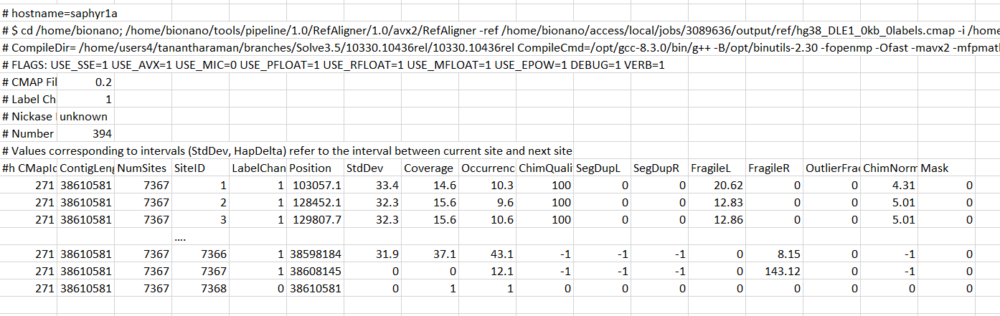 # hostname=saphyr1a
# $ cd /home/bionano; /home/bionano/tools/pipeline/1.0/RefAligner/1.0/avx2/RefAligner -ref /home/bionano/access/local/jobs/3089636/output/ref/hg38_DLE1_0kb_0labels.cmap -i /home
# CompileDir= /home/users4/tanantharaman/branches/Solve3.5/10330.10436rel/10330.10436rel CompileCmd=/opt/gcc-8.3.0/bin/g++ -B/opt/binutils-2.30 -fopenmp -Ofast -mavx2 -mfpmath
# FLAGS: USE_SSE=1 USE_AVX=1 USE_MIC=0 USE_PFLOAT=1 USE_RFLOAT=1 USE_MFLOAT=1 USE_EPOW=1 DEBUG=1 VERB=1
# CMAP Fil 0.2
# Label Ch 1
# Nickase unknown
# Number 394
# Values corresponding to intervals (StdDev, HapDelta) refer to the interval between current site and next site
#h CMapId ContigLeng NumSites SiteID LabelChan Position StdDev Coverage Occurrenc ChimQuali SegDupL SegDupR FragileL FragileR OutlierFrac ChimNorm Mask
271 38610581 7367 1 1 103057.1 33.4 14.6 10.3 100 0 0 20.62 0 0 4.31 0
271 38610581 7367 2 1 128452.1 32.3 15.6 9.6 100 0 0 12.83 0 0 5.01 0
271 38610581 7367 3 1 129807.7 32.3 15.6 10.6 100 0 0 12.86 0 0 5.01 0
....
271 38610581 7367 7366 1 38598184 31.9 37.1 43.1 -1 -1 -1 0 8.15 0 -1 0
271 38610581 7367 7367 1 38608145 0 0 12.1 -1 -1 -1 0 143.12 0 -1 0
271 38610581 7367 7368 0 38610581 0 1 1 0 0 0 0 0 0 0 0